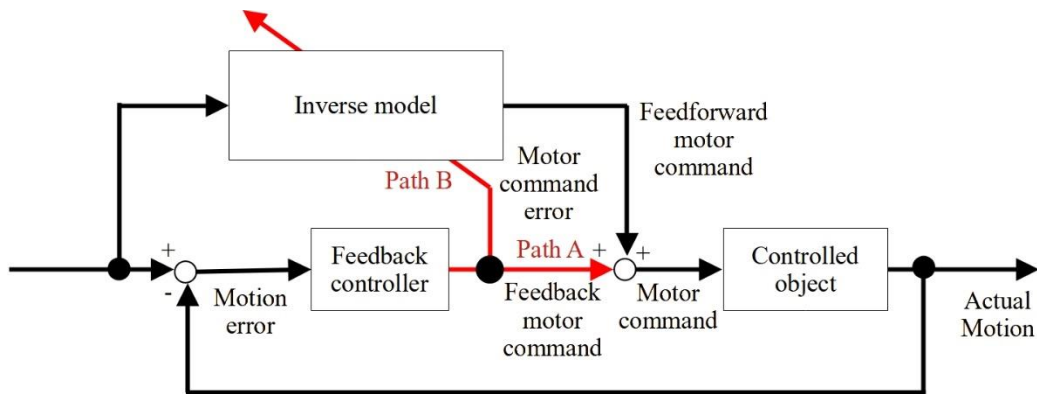 Inverse model
Feedforward
motor
command
Path B
Motor
command
error
+
-
Motion
error
Feedback
controller
Path A
+
+
Feedback
motor
command
Motor
command
Controlled
object
Actual
Motion